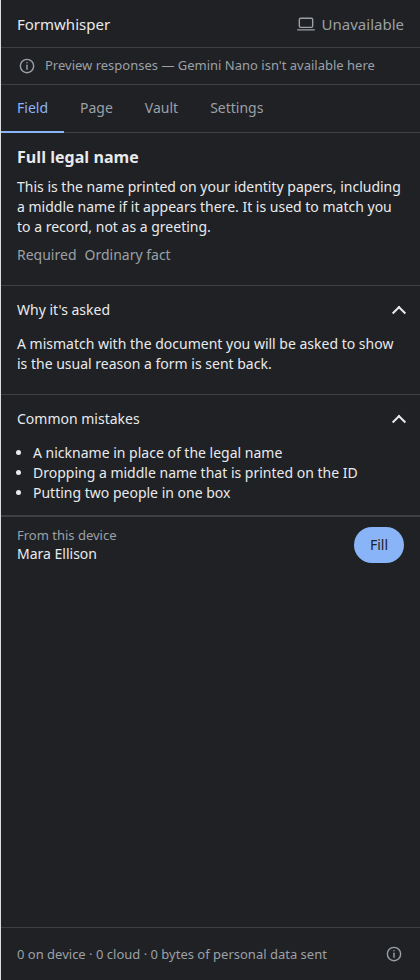 Formwhisper
Unavailable
Preview responses — Gemini Nano isn't available here
Field
Page
Vault
Settings
Full legal name
This is the name printed on your identity papers, including
a middle name if it appears there. It is used to match you
to a record, not as a greeting.
Required Ordinary fact
Why it's asked
A mismatch with the document you will be asked to show
is the usual reason a form is sent back.
Common mistakes
• A nickname in place of the legal name
• Dropping a middle name that is printed on the ID
• Putting two people in one box
From this device
Mara Ellison
Fill
0 on device · 0 cloud · 0 bytes of personal data sent